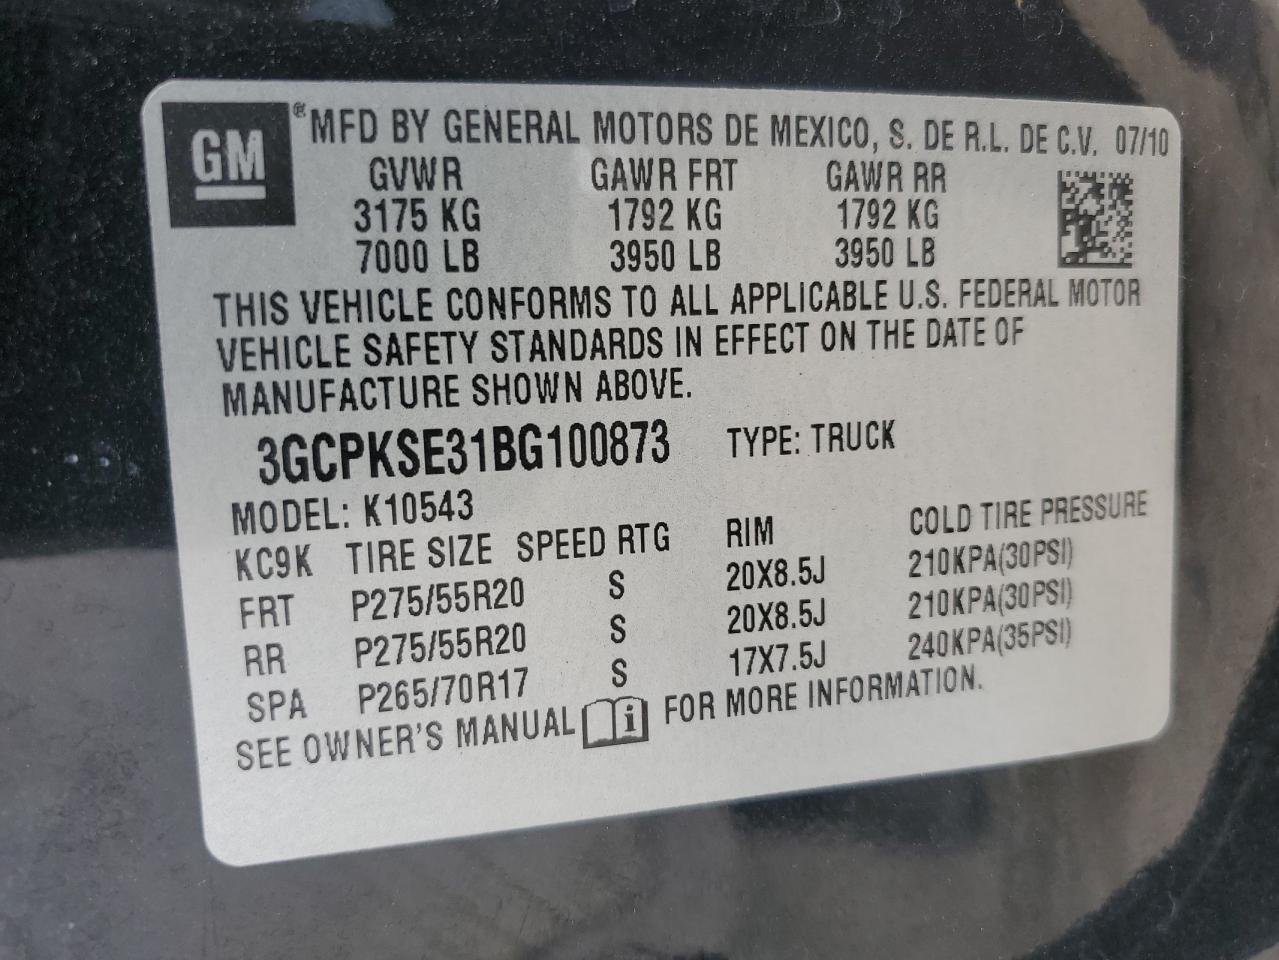 GM ® MFD BY GENERAL MOTORS DE MEXICO, S. DE R.L. DE C.V. 07/10
GVWR GAWR FRT GAWR RR
3175 KG 1792 KG 1792 KG
7000 LB 3950 LB 3950 LB
THIS VEHICLE CONFORMS TO ALL APPLICABLE U.S. FEDERAL MOTOR
VEHICLE SAFETY STANDARDS IN EFFECT ON THE DATE OF
MANUFACTURE SHOWN ABOVE.
3GCPKSE31BG100873 TYPE: TRUCK
MODEL: K10543
KC9K TIRE SIZE SPEED RTG RIM COLD TIRE PRESSURE
FRT P275/55R20 S 20X8.5J 210KPA(30PSI)
RR P275/55R20 S 20X8.5J 210KPA(30PSI)
SPA P265/70R17 S 17X7.5J 240KPA(35PSI)
SEE OWNER'S MANUAL i FOR MORE INFORMATION.